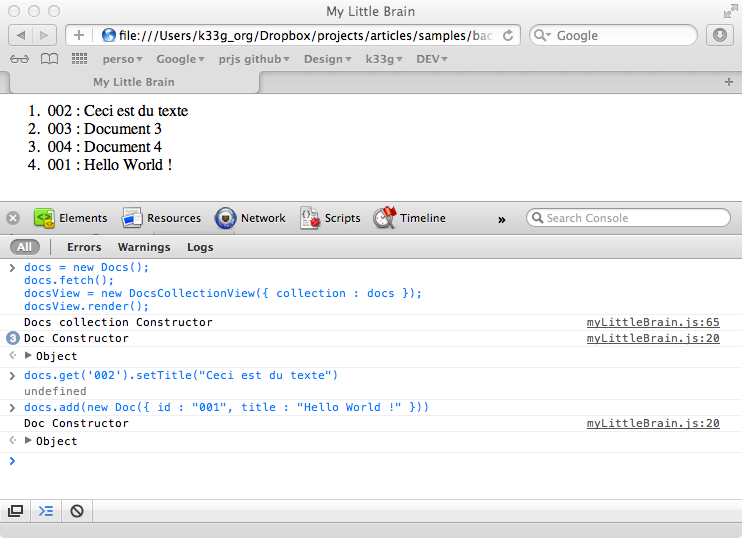 My Little Brain
file:///Users/k33g_org/Dropbox/projects/articles/samples/bac
Google
perso Google prjs github Design k33g DEV
My Little Brain
1. 002 : Ceci est du texte
2. 003 : Document 3
3. 004 : Document 4
4. 001 : Hello World !
Elements Resources Network Scripts Timeline » Search Console
All Errors Warnings Logs
docs = new Docs();
docs.fetch();
docsView = new DocsCollectionView({ collection : docs });
docsView.render();
Docs collection Constructor myLittleBrain.js:65
3 Doc Constructor myLittleBrain.js:20
Object
docs.get('002').setTitle("Ceci est du texte")
undefined
docs.add(new Doc({ id : "001", title : "Hello World !" }))
Doc Constructor myLittleBrain.js:20
Object